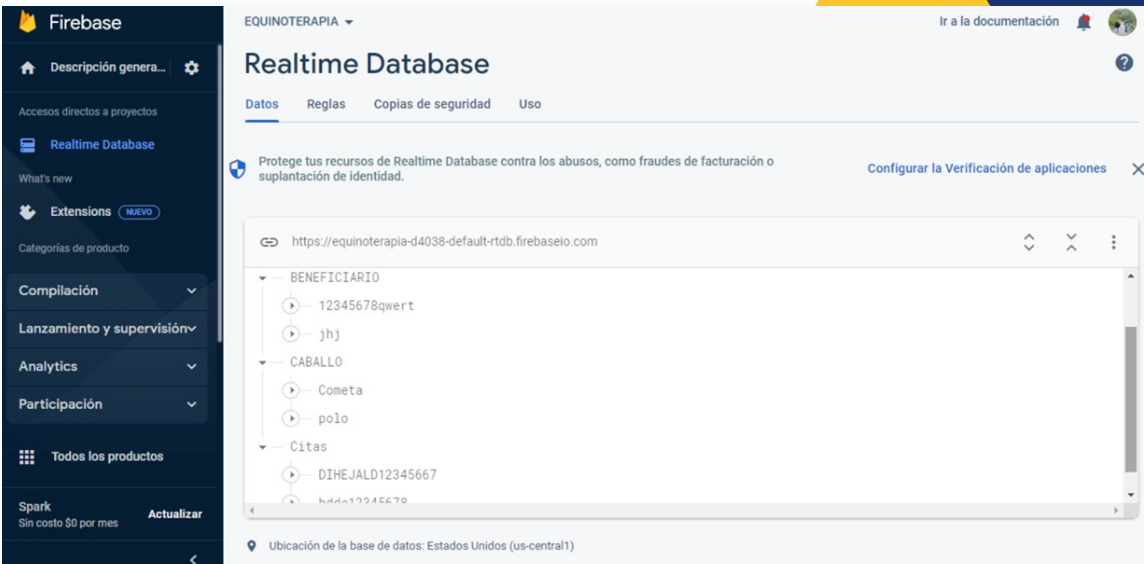 Firebase
Descripción genera...
Accesos directos a proyectos
Realtime Database
What's new
Extensions NUEVO
Categorías de producto
Compilación
Lanzamiento y supervisión
Analytics
Participación
Todos los productos
Spark
Sin costo $0 por mes
Actualizar
EQUINOTERAPIA
Ir a la documentación
Realtime Database
Datos Reglas Copias de seguridad Uso
Protege tus recursos de Realtime Database contra los abusos, como fraudes de facturación o
suplantación de identidad.
Configurar la Verificación de aplicaciones
https://equinoterapia-d4038-default-rtdb.firebaseio.com
BENEFICIARIO
12345678qwert
jhj
CABALLO
Cometa
polo
Citas
DIHEJALD12345667
Ubicación de la base de datos: Estados Unidos (us-central1)